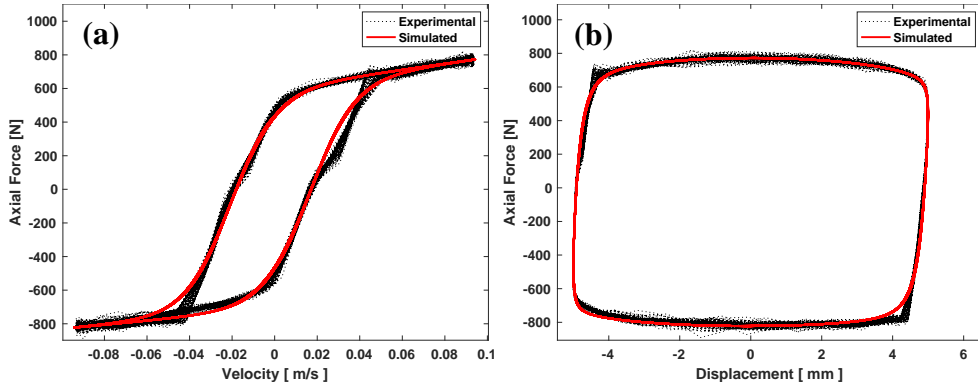 (a)
Experimental
Simulated
Axial Force [N]
1000
800
600
400
200
0
-200
-400
-600
-800
-0.08 -0.06 -0.04 -0.02 0 0.02 0.04 0.06 0.08 0.1
Velocity [ m/s ]
(b)
Experimental
Simulated
Axial Force [N]
1000
800
600
400
200
0
-200
-400
-600
-800
-4 -2 0 2 4 6
Displacement [ mm ]